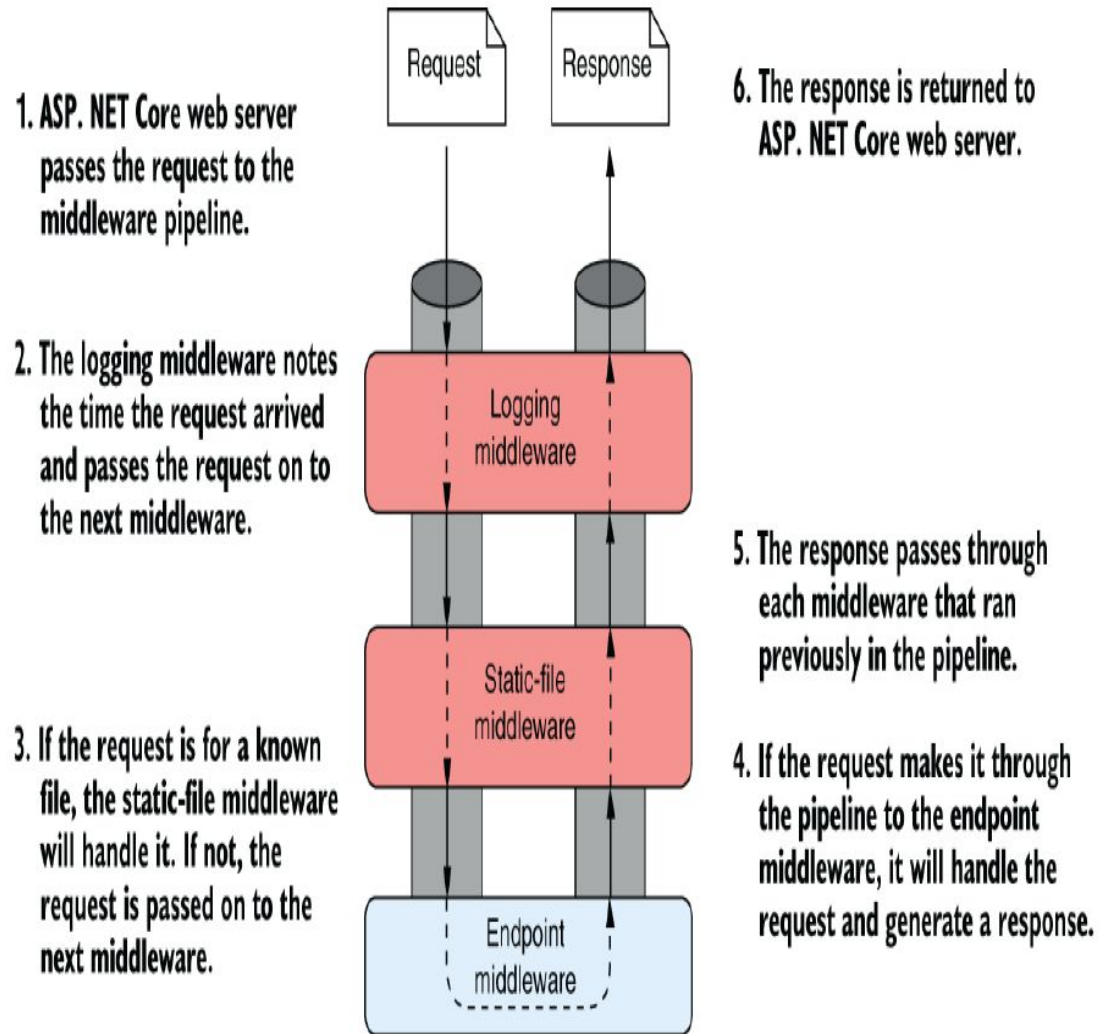 Request
Response
1. ASP. NET Core web server
passes the request to the
middleware pipeline.
6. The response is returned to
ASP. NET Core web server.
2. The logging middleware notes
the time the request arrived
and passes the request on to
the next middleware.
Logging
middleware
5. The response passes through
each middleware that ran
previously in the pipeline.
Static-file
middleware
3. If the request is for a known
file, the static-file middleware
will handle it. If not, the
request is passed on to the
next middleware.
4. If the request makes it through
the pipeline to the endpoint
middleware, it will handle the
request and generate a response.
Endpoint
middleware